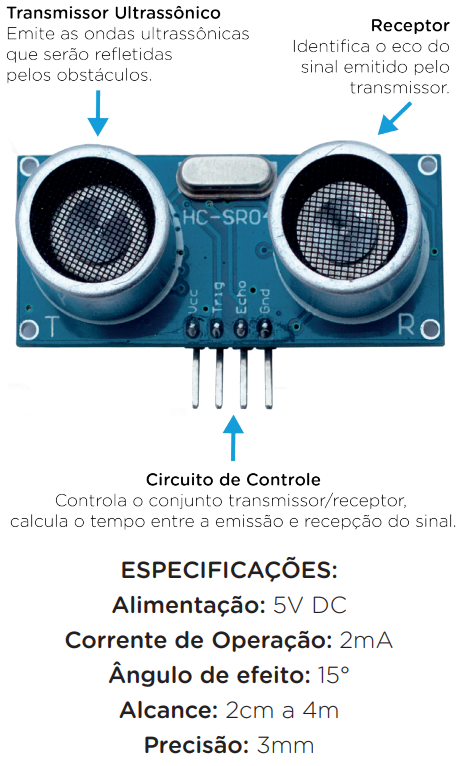 Transmissor Ultrassônico
Emite as ondas ultrassônicas
que serão refletidas
pelos obstáculos.
Receptor
Identifica o eco do
sinal emitido pelo
transmissor.
HC-SR04
Vcc
Trig
Echo
Gnd
T
R
Circuito de Controle
Controla o conjunto transmissor/receptor,
calcula o tempo entre a emissão e recepção do sinal.
ESPECIFICAÇÕES:
Alimentação: 5V DC
Corrente de Operação: 2mA
Ângulo de efeito: 15°
Alcance: 2cm a 4m
Precisão: 3mm